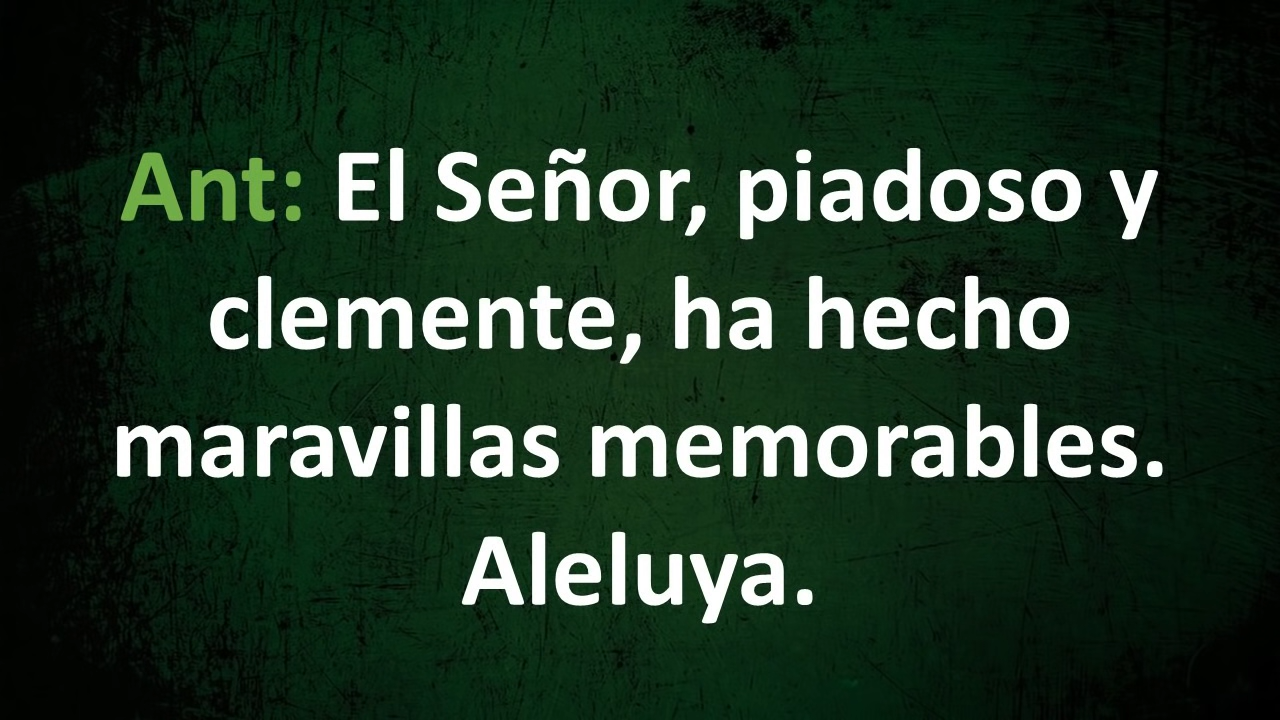 Ant: El Señor, piadoso y
clemente, ha hecho
maravillas memorables.
Aleluya.